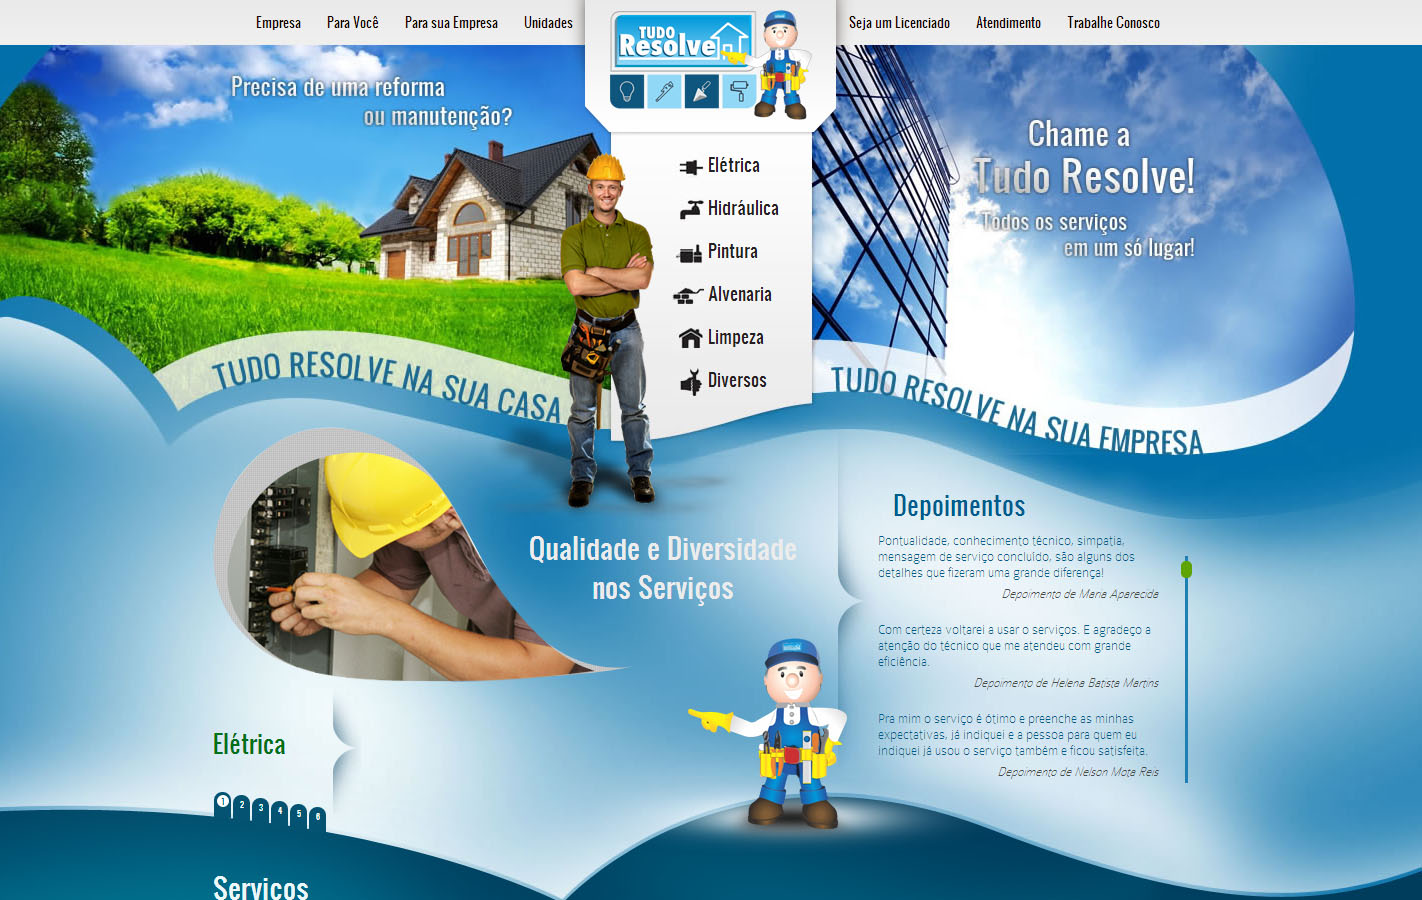 Empresa
Para Você
Para sua Empresa
Unidades
TUDO
Resolve
Seja um Licenciado
Atendimento
Trabalhe Conosco
Precisa de uma reforma
ou manutenção?
Elétrica
Hidráulica
Pintura
Alvenaria
Limpeza
Diversos
Chame a
Tudo Resolve!
Todos os serviços
em um só lugar!
TUDO RESOLVE NA SUA CASA
TUDO RESOLVE NA SUA EMPRESA
Qualidade e Diversidade
nos Serviços
Depoimentos
Pontualidade, conhecimento técnico, simpatia,
mensagem de serviço concluído, são alguns dos
detalhes que fizeram uma grande diferença!
Depoimento de Maria Aparecida
Com certeza voltarei a usar o serviços. E agradeço a
atenção do técnico que me atendeu com grande
eficiência.
Depoimento de Helena Batista Martins
Pra mim o serviço é ótimo e preenche as minhas
expectativas, já indiquei e a pessoa para quem eu
indiquei já usou o serviço também e ficou satisfeita.
Depoimento de Nelson Mota Reis
Elétrica
1 2 3 4 5 6
Serviços